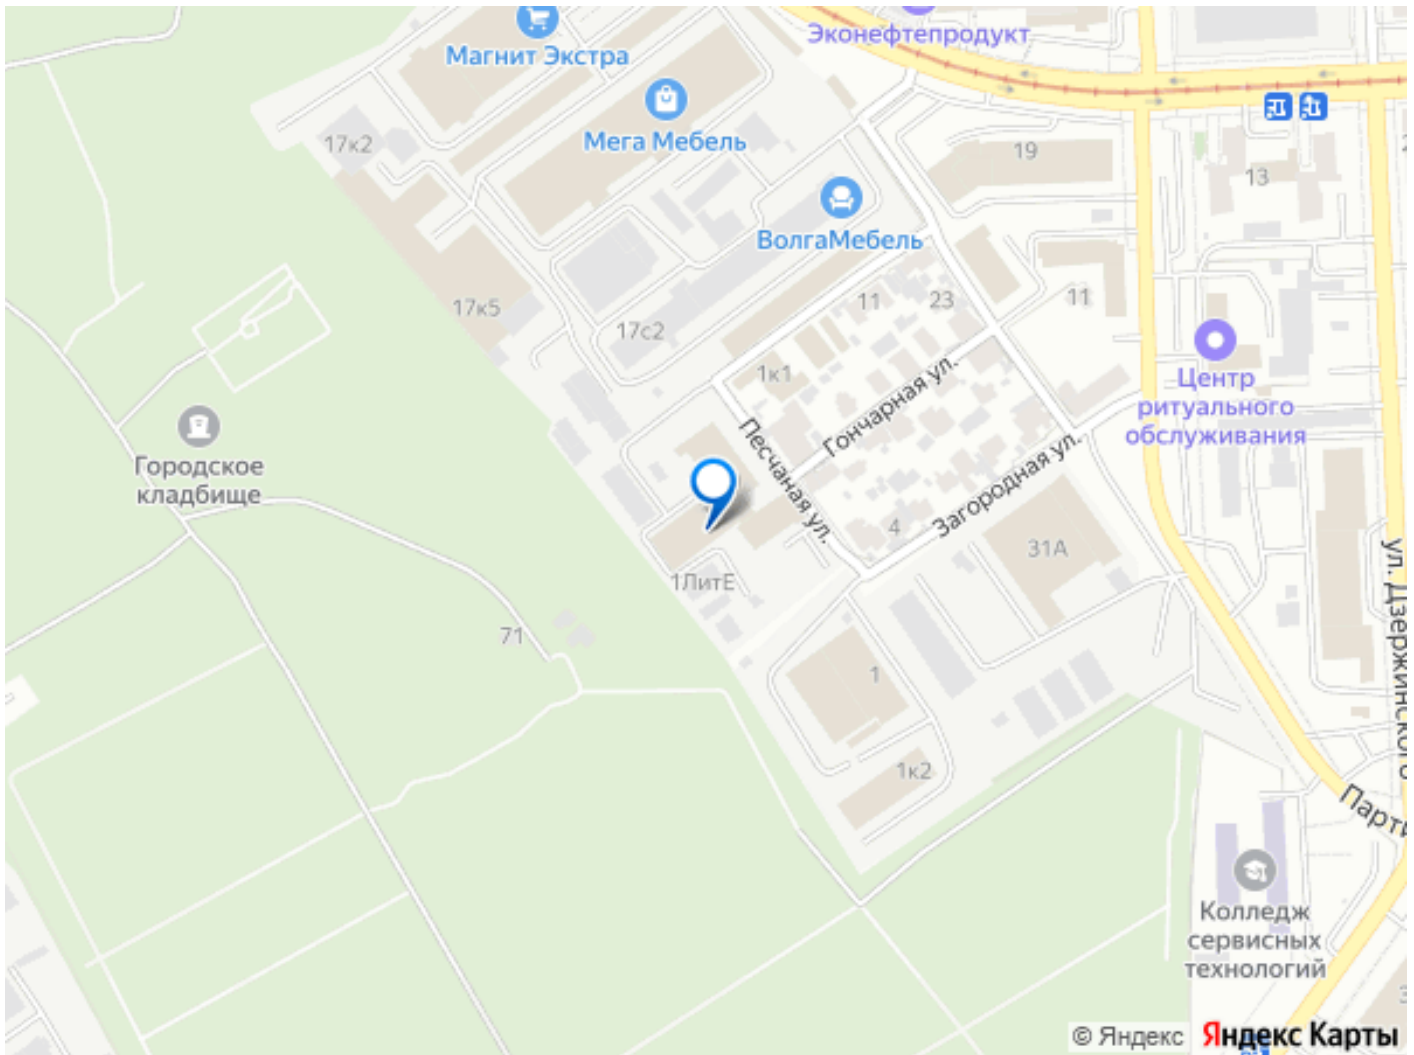 Эконефтепродукт
Магнит Экстра
Мега Мебель
17к2
19
13
ВолгаМебель
11
23
11
17к5
17с2
1к1
Гончарная ул.
Центр
ритуального
обслуживания
Песчаная ул.
Загородная ул.
Городское
кладбище
4
31А
1ЛитЕ
71
ул. Дзержинского
1
1к2
Парти
Колледж
сервисных
технологий
© Яндекс
Яндекс Карты